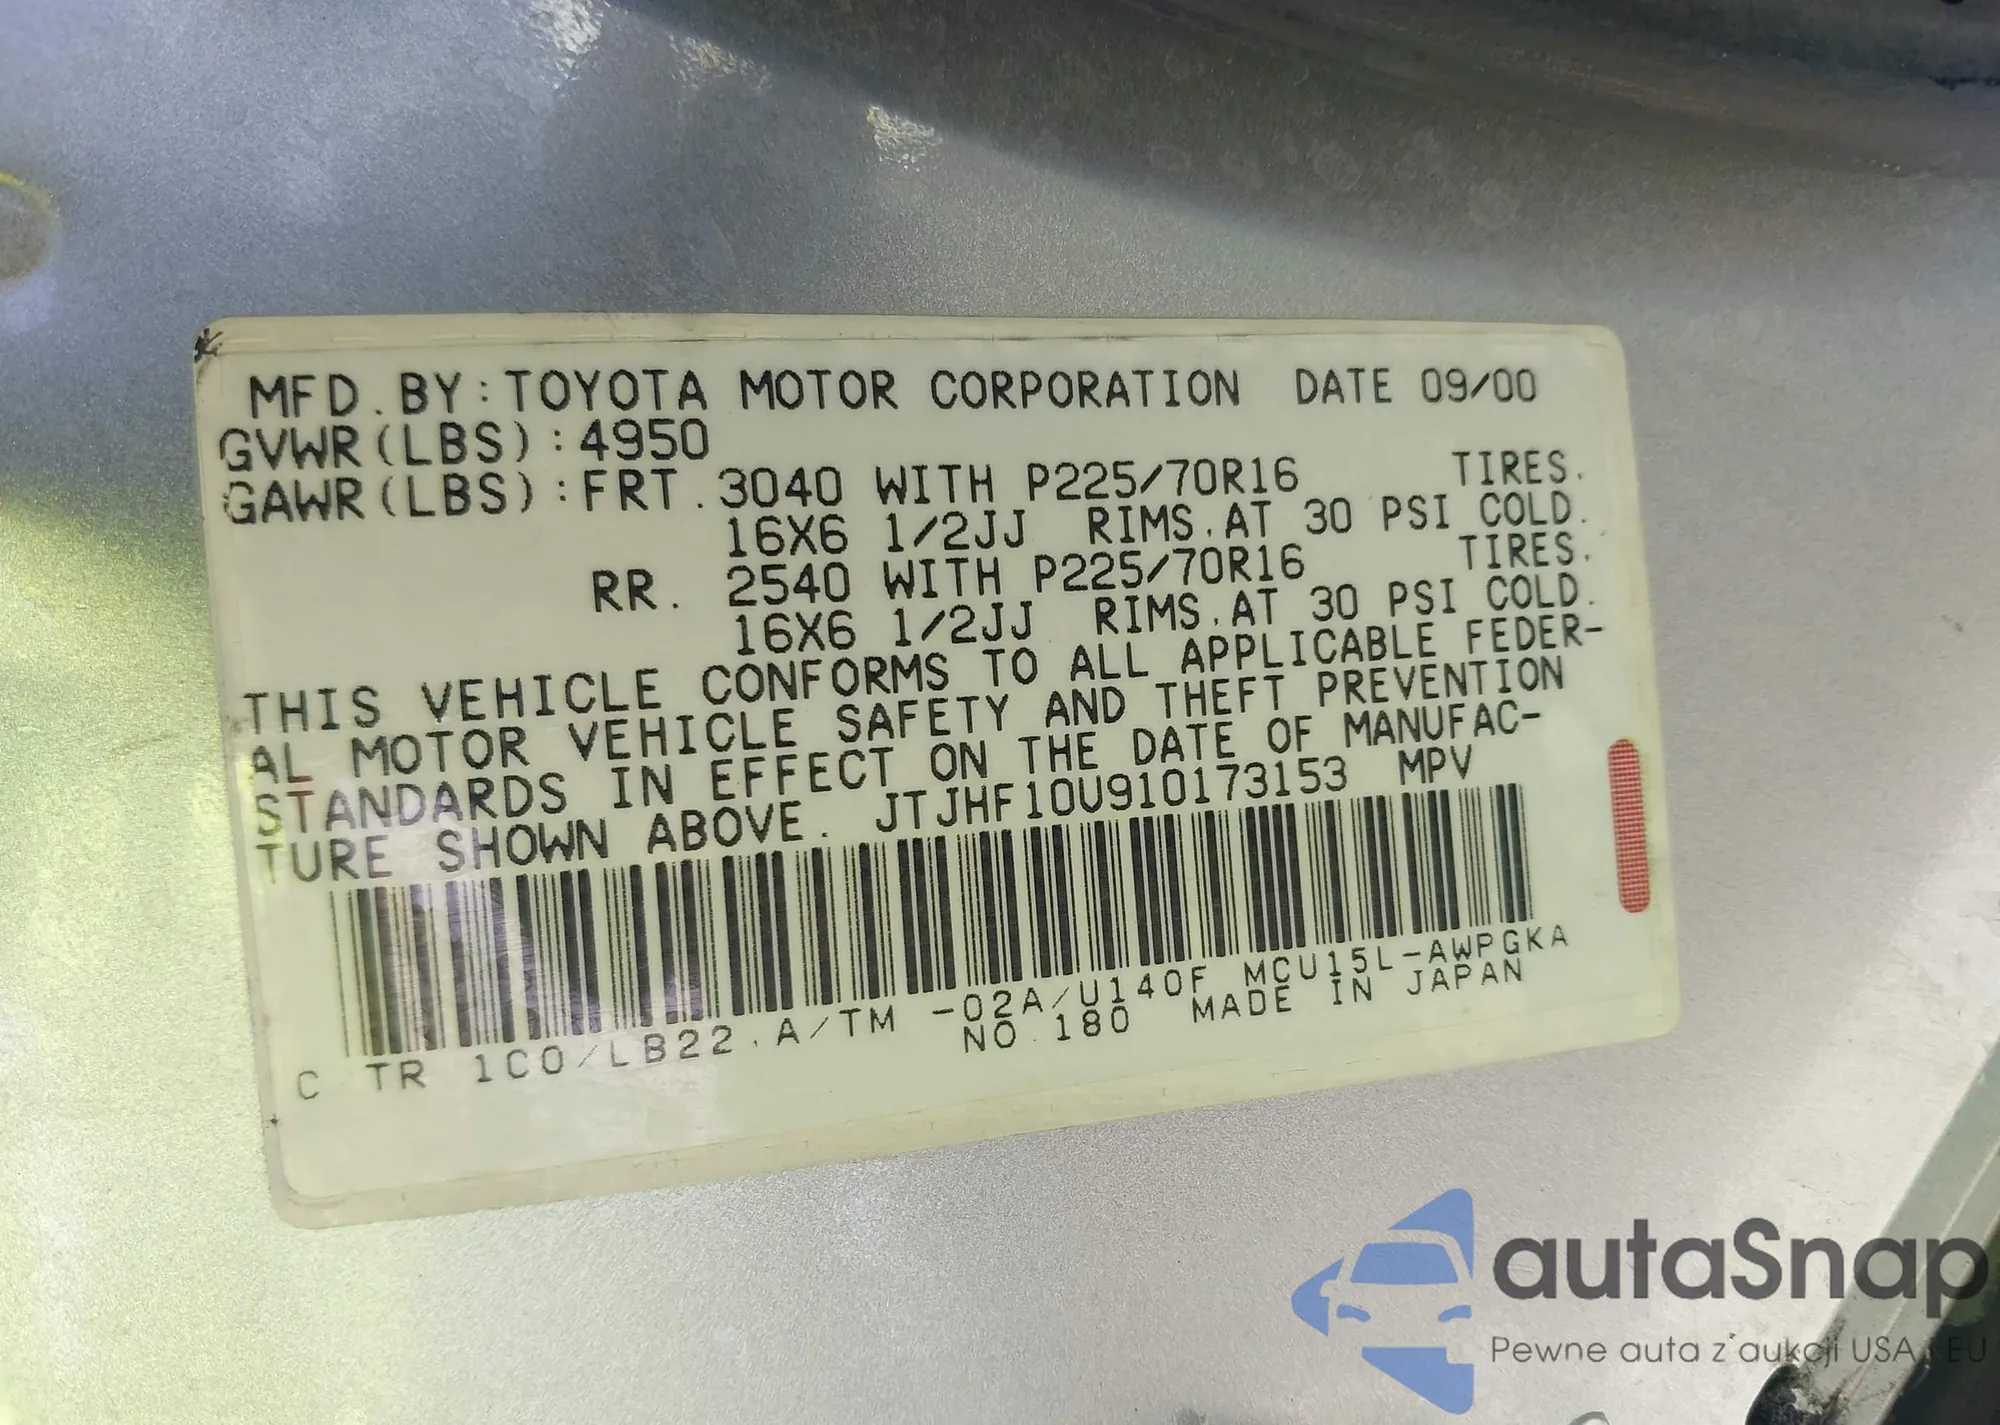 MFD.BY:TOYOTA MOTOR CORPORATION DATE 09/00
GVWR(LBS):4950
GAWR(LBS):FRT.3040 WITH P225/70R16 TIRES.
16X6 1/2JJ RIMS.AT 30 PSI COLD.
RR. 2540 WITH P225/70R16 TIRES.
16X6 1/2JJ RIMS.AT 30 PSI COLD.
THIS VEHICLE CONFORMS TO ALL APPLICABLE FEDER-
AL MOTOR VEHICLE SAFETY AND THEFT PREVENTION
STANDARDS IN EFFECT ON THE DATE OF MANUFAC-
TURE SHOWN ABOVE. JTJHF10U910173153 MPV
C TR 1C0/LB22.A/TM -02A/U140F MCU15L-AWPGKA
NO.180 MADE IN JAPAN
autaSnap
Pewne auta z aukcji USA i EU